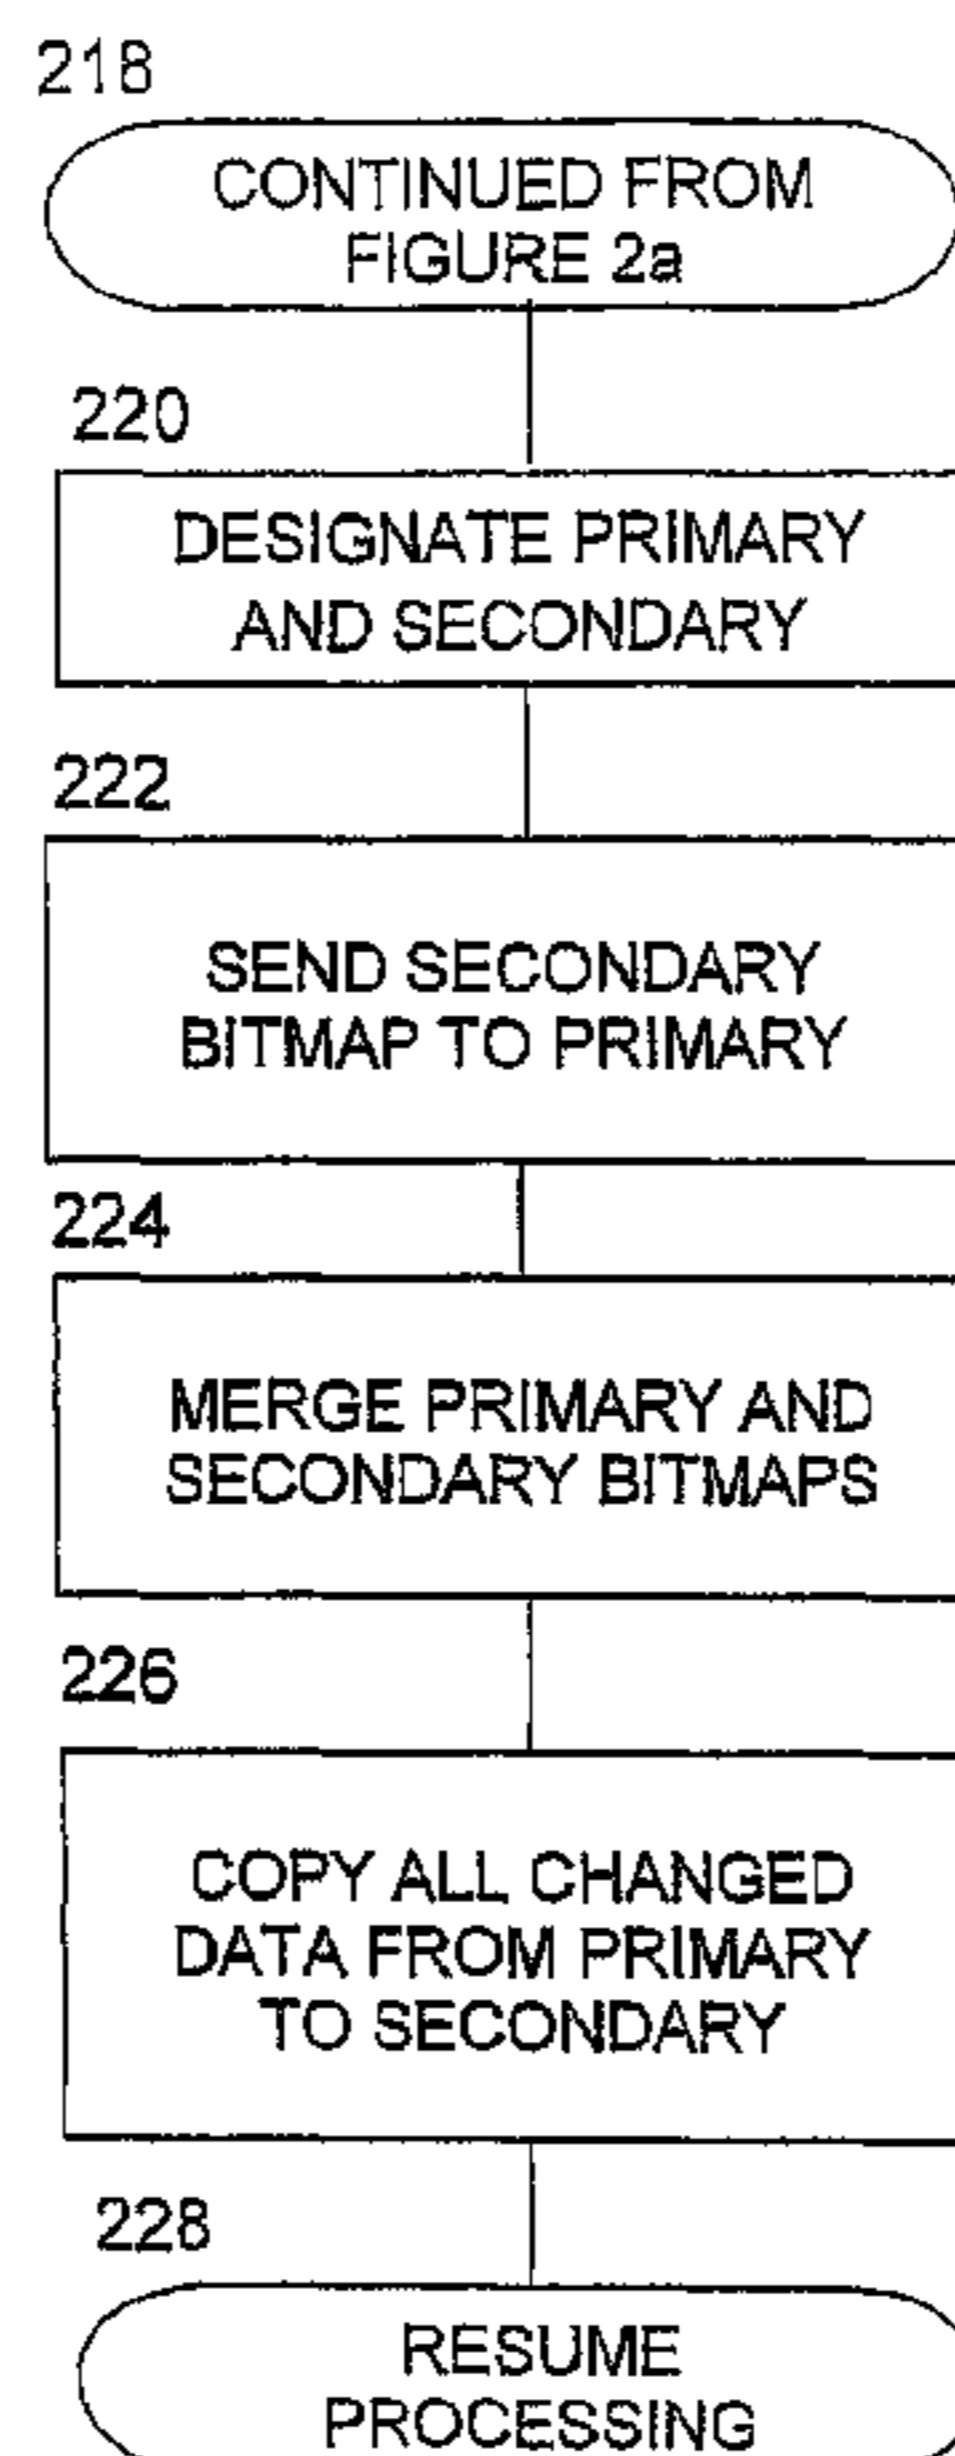 218
CONTINUED FROM
FIGURE 2a
220
DESIGNATE PRIMARY
AND SECONDARY
222
SEND SECONDARY
BITMAP TO PRIMARY
224
MERGE PRIMARY AND
SECONDARY BITMAPS
226
COPY ALL CHANGED
DATA FROM PRIMARY
TO SECONDARY
228
RESUME
PROCESSING